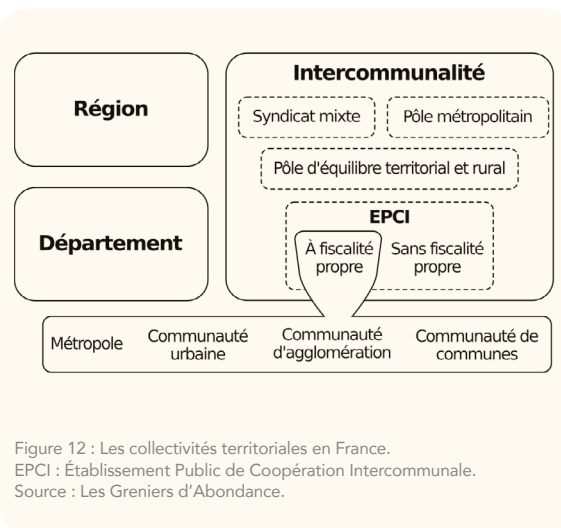 Région
Intercommunalité
Syndicat mixte
Pôle métropolitain
Pôle d'équilibre territorial et rural
Département
EPCI
À fiscalité
propre
Sans fiscalité
propre
Métropole
Communauté
urbaine
Communauté
d'agglomération
Communauté de
communes
Figure 12 : Les collectivités territoriales en France.
EPCI : Établissement Public de Coopération Intercommunale.
Source : Les Greniers d’Abondance.